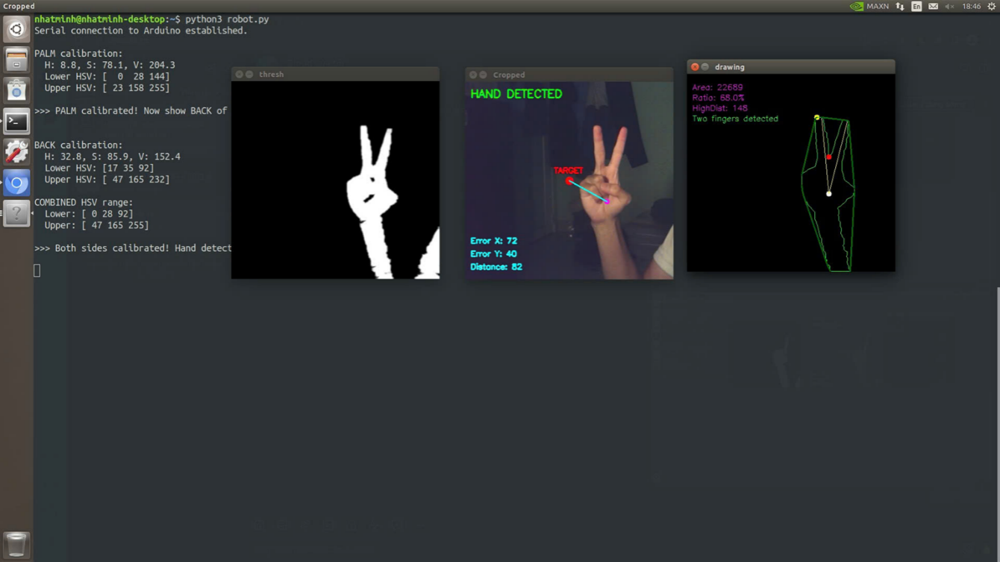 Cropped
MAXN En 18:46
nhatminh@nhatminh-desktop:~$ python3 robot.py
Serial connection to Arduino established.
PALM calibration:
H: 8.8, S: 78.1, V: 204.3
Lower HSV: [  0  28 144]
Upper HSV: [ 23 158 255]
>>> PALM calibrated! Now show BACK of
BACK calibration:
H: 32.8, S: 85.9, V: 152.4
Lower HSV: [17 35 92]
Upper HSV: [ 47 165 232]
COMBINED HSV range:
Lower: [ 0 28 92]
Upper: [ 47 165 255]
>>> Both sides calibrated! Hand detect
thresh
Cropped
HAND DETECTED
TARGET
Error X: 72
Error Y: 40
Distance: 82
drawing
Area: 22689
Ratio: 68.0%
HighDist: 148
Two fingers detected